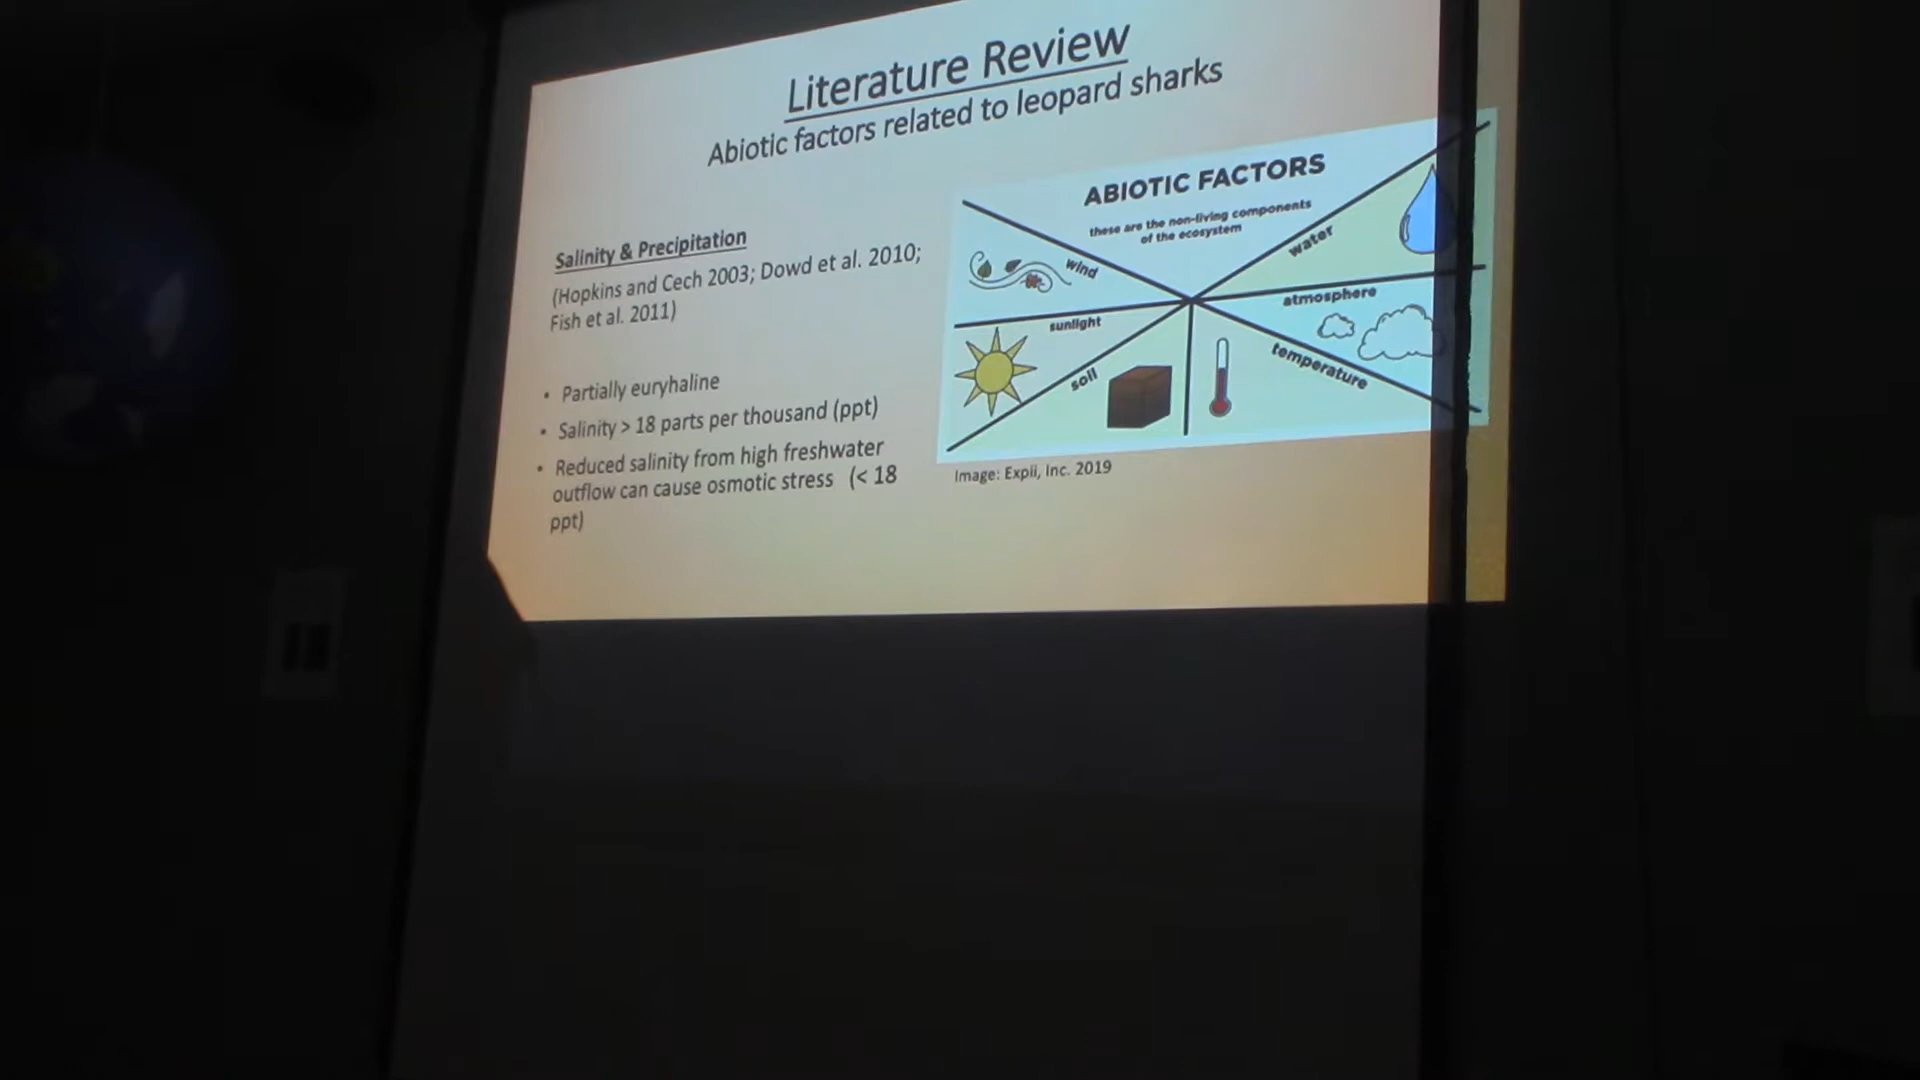 Literature Review
Abiotic factors related to leopard sharks
Salinity & Precipitation
(Hopkins and Cech 2003; Dowd et al. 2010;
Fish et al. 2011)
• Partially euryhaline
• Salinity > 18 parts per thousand (ppt)
• Reduced salinity from high freshwater
outflow can cause osmotic stress (< 18
ppt)
ABIOTIC FACTORS
these are the non-living components
of the ecosystem
wind
water
sunlight
atmosphere
soil
temperature
Image: Expii, Inc. 2019